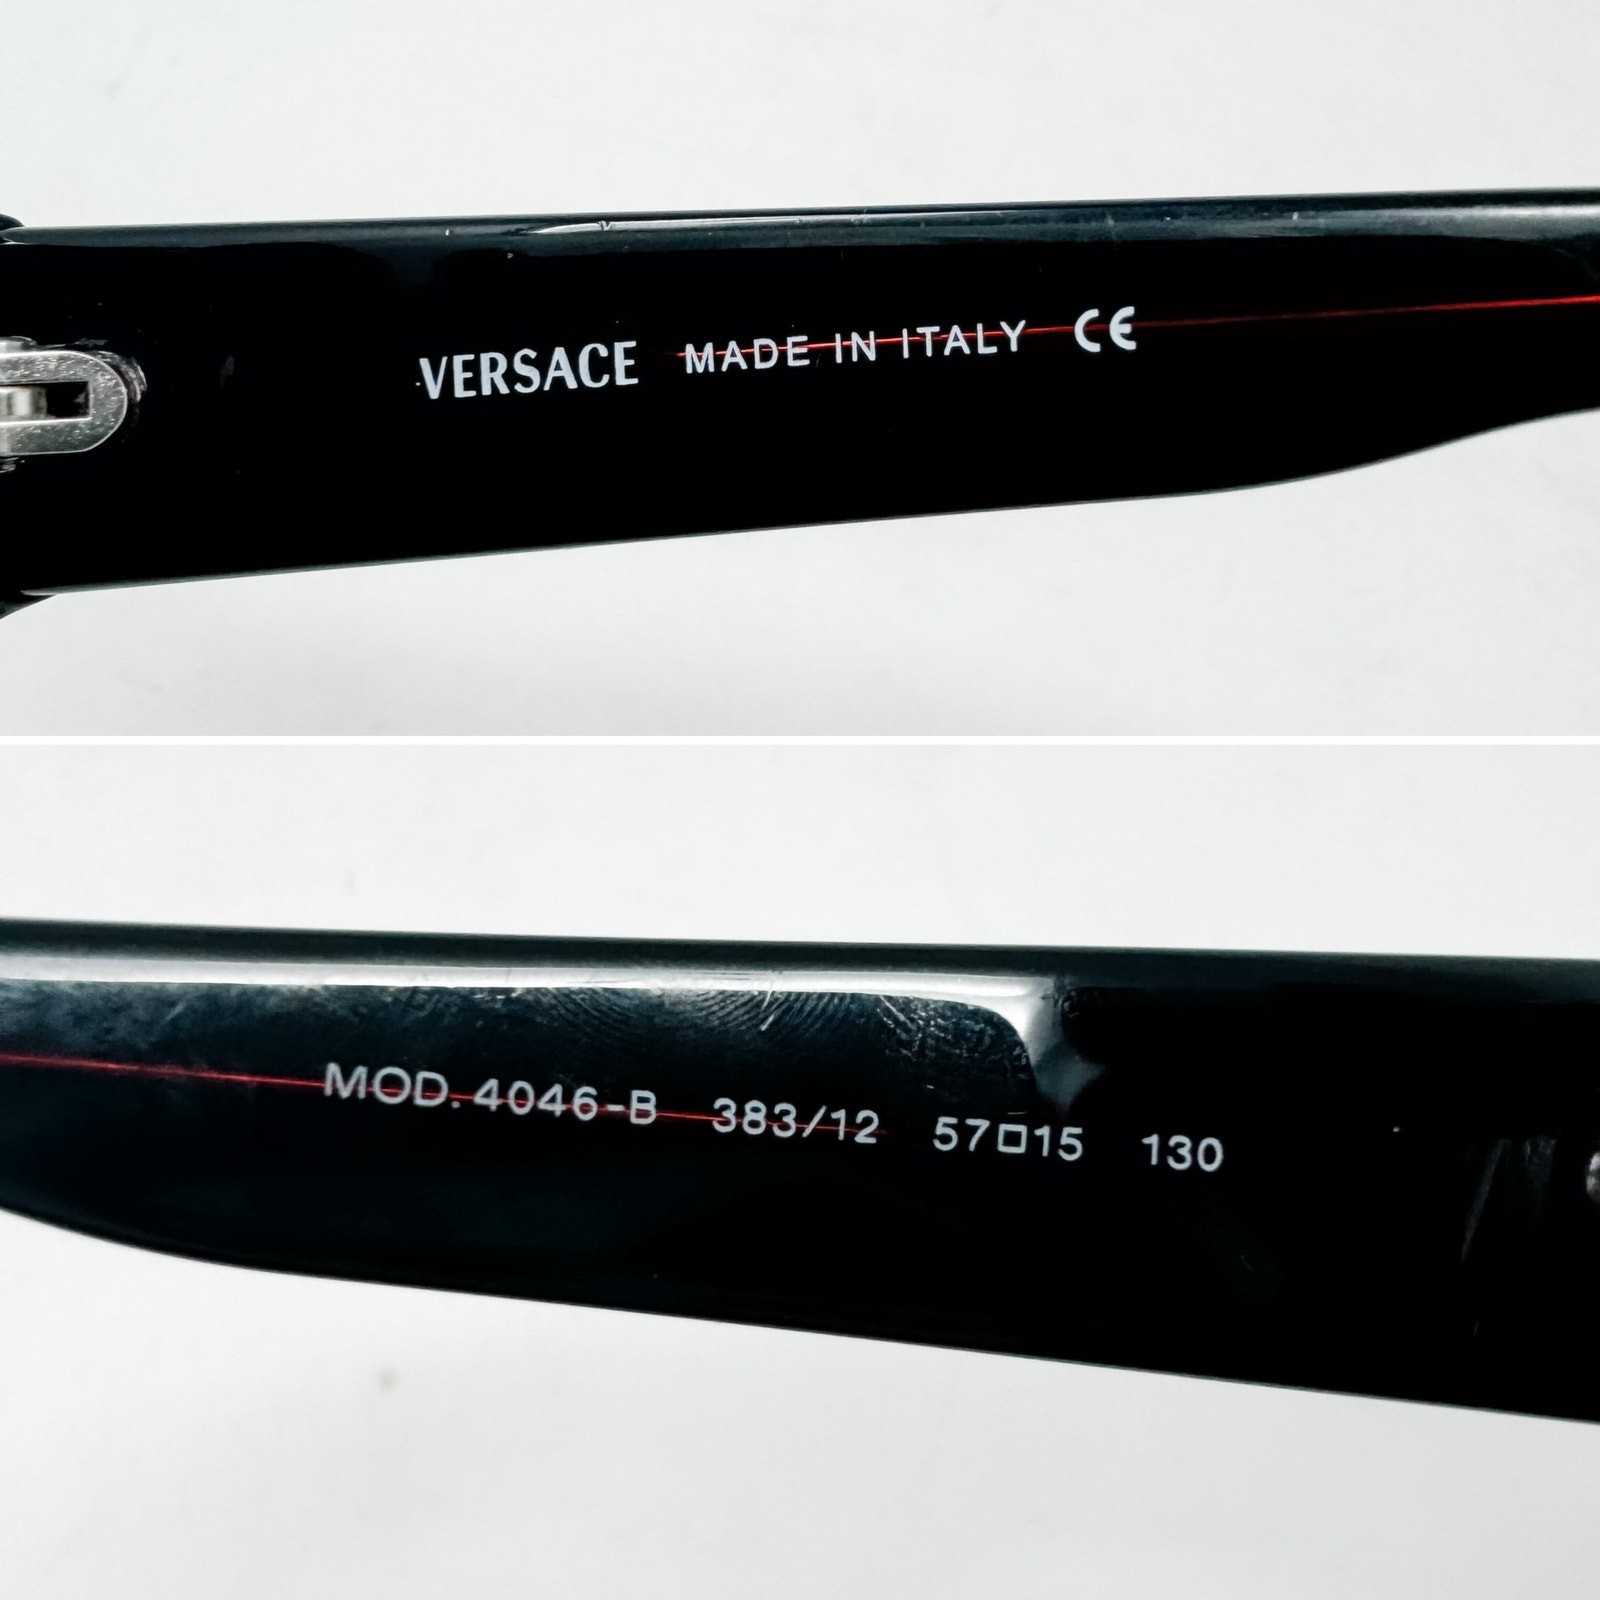 VERSACE MADE IN ITALY CE
MOD. 4046-B 383/12 57□15 130